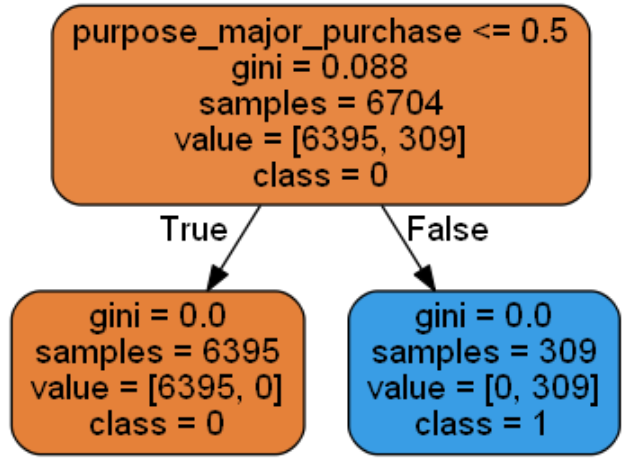 purpose_major_purchase <= 0.5
gini = 0.088
samples = 6704
value = [6395, 309]
class = 0
True
False
gini = 0.0
samples = 6395
value = [6395, 0]
class = 0
gini = 0.0
samples = 309
value = [0, 309]
class = 1